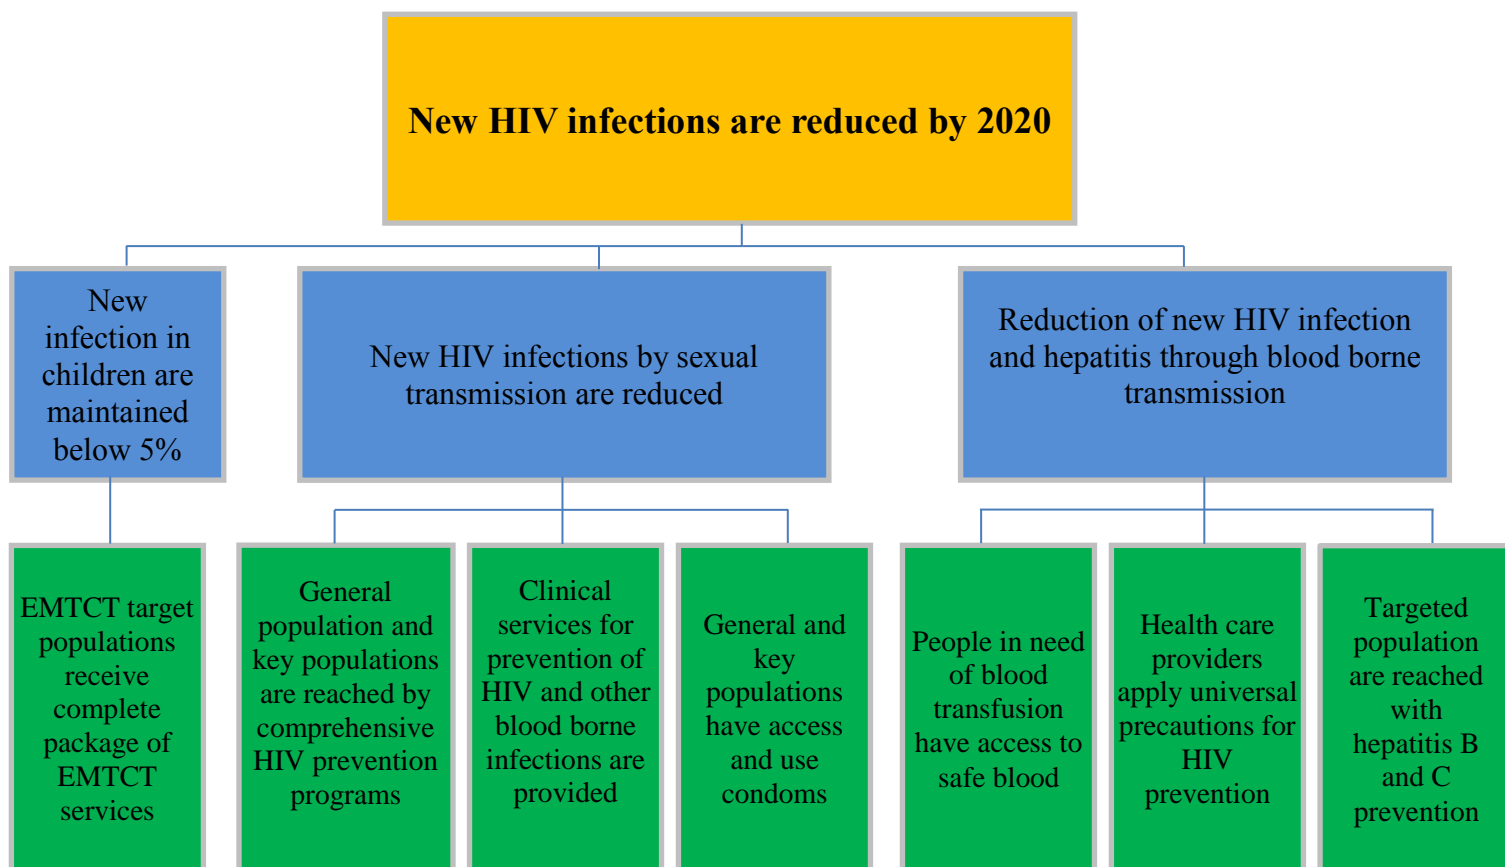 New HIV infections are reduced by 2020
New
infection in
children are
maintained
below 5%
New HIV infections by sexual
transmission are reduced
Reduction of new HIV infection
and hepatitis through blood borne
transmission
EMTCT target
populations
receive
complete
package of
EMTCT
services
General
population and
key populations
are reached by
comprehensive
HIV prevention
programs
Clinical
services for
prevention of
HIV and other
blood borne
infections are
provided
General and
key
populations
have access
and use
condoms
People in need
of blood
transfusion
have access to
safe blood
Health care
providers
apply universal
precautions for
HIV
prevention
Targeted
population
are reached
with
hepatitis B
and C
prevention